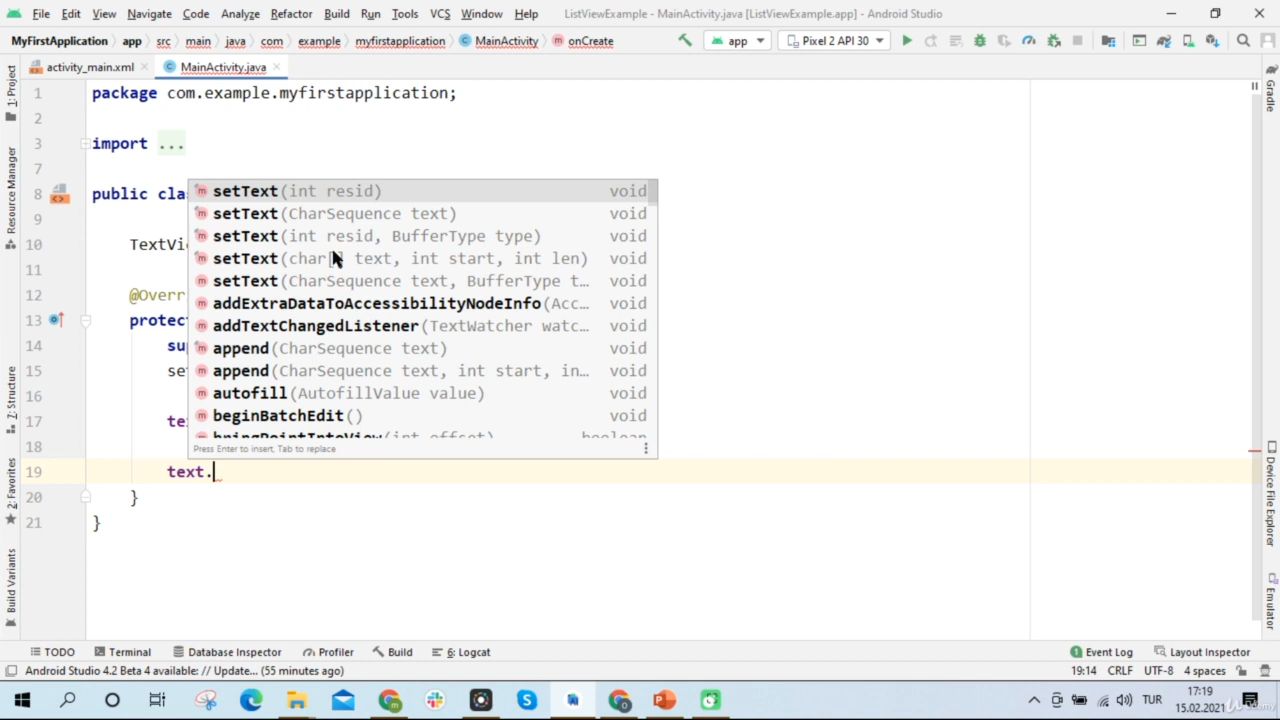 File Edit View Navigate Code Analyze Refactor Build Run Tools VCS Window Help ListViewExample - MainActivity.java [ListViewExample.app] - Android Studio
MyFirstApplication app src main java com example myfirstapplication MainActivity onCreate app Pixel 2 API 30
activity_main.xml MainActivity.java
1: Project
Resource Manager
7: Structure
2: Favorites
Build Variants
1 package com.example.myfirstapplication;
2
3 import ...
7
8 public cla
9
10 TextVi
11
12 @Overr
13 protec
14 su
15 set
16
17 te
18
19 text.
20 }
21 }
setText(int resid) void
setText(CharSequence text) void
setText(int resid, BufferType type) void
setText(char[] text, int start, int len) void
setText(CharSequence text, BufferType t... void
addExtraDataToAccessibilityNodeInfo(Acc... void
addTextChangedListener(TextWatcher watc... void
append(CharSequence text) void
append(CharSequence text, int start, in... void
autofill(AutofillValue value) void
beginBatchEdit() void
bringPointIntoView(int offset) boolean
Press Enter to insert, Tab to replace
Gradle
Device File Explorer
Emulator
TODO Terminal Database Inspector Profiler Build 6: Logcat Event Log Layout Inspector
Android Studio 4.2 Beta 4 available: // Update... (55 minutes ago) 19:14 CRLF UTF-8 4 spaces
TUR 17:19
15.02.2021
Udemy